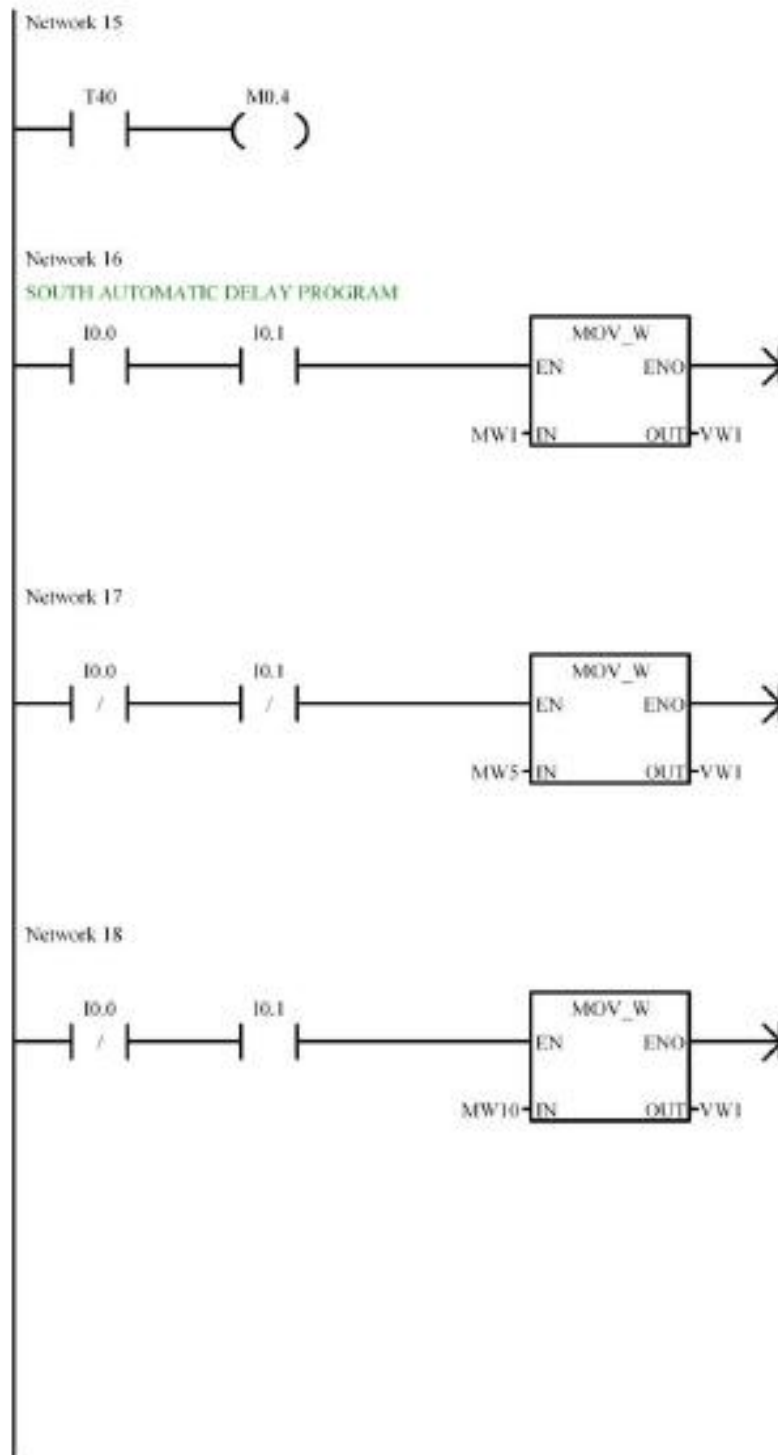 Network 15
T40 M0.4
Network 16
SOUTH AUTOMATIC DELAY PROGRAM
I0.0 I0.1 MOV_W
EN ENO
MW1 IN OUT VW1
Network 17
I0.0 I0.1 MOV_W
/ / EN ENO
MW5 IN OUT VW1
Network 18
I0.0 I0.1 MOV_W
/ EN ENO
MW10 IN OUT VW1